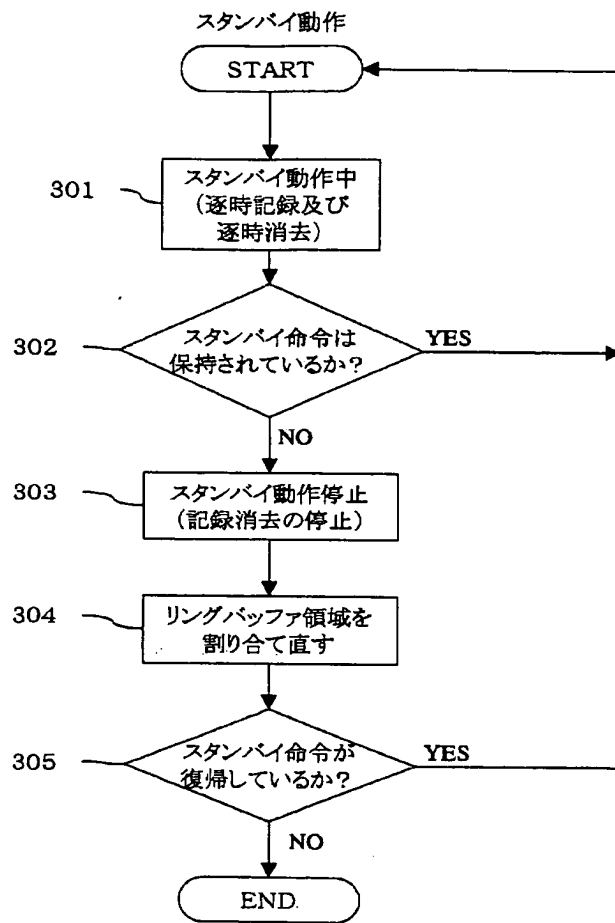 スタンバイ動作
START
301
スタンバイ動作中
(逐時記録及び
逐時消去)
302
スタンバイ命令は
保持されているか?
YES
NO
303
スタンバイ動作停止
(記録消去の停止)
304
リングバッファ領域を
割り合て直す
305
スタンバイ命令が
復帰しているか?
YES
NO
END